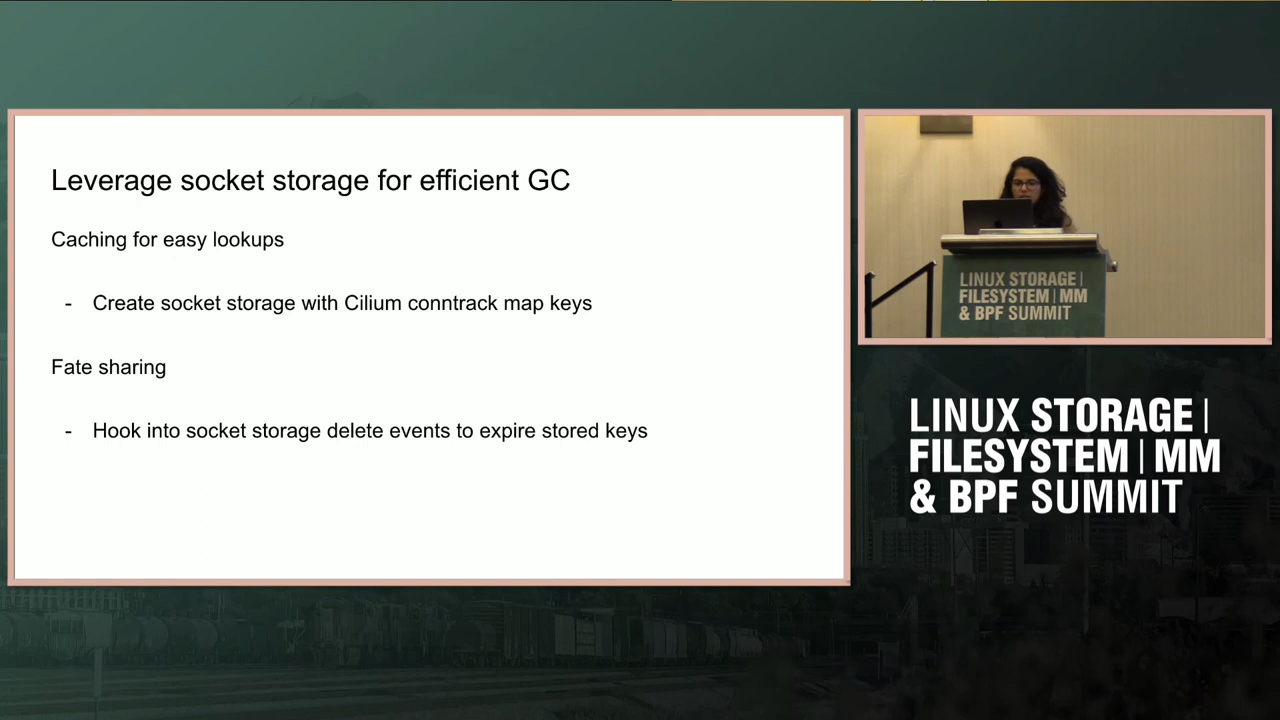 Leverage socket storage for efficient GC
Caching for easy lookups
- Create socket storage with Cilium conntrack map keys
Fate sharing
- Hook into socket storage delete events to expire stored keys
LINUX STORAGE |
FILESYSTEM | MM
& BPF SUMMIT
LINUX STORAGE |
FILESYSTEM | MM
& BPF SUMMIT